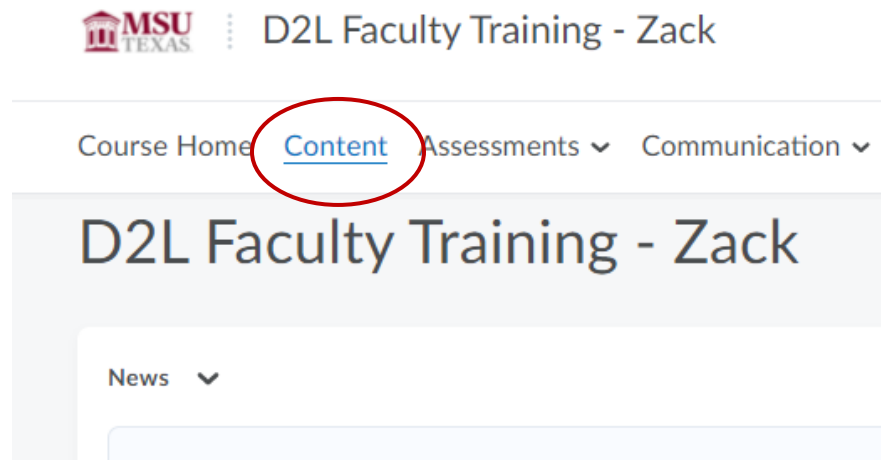 MSU TEXAS D2L Faculty Training - Zack
Course Home Content Assessments Communication
D2L Faculty Training - Zack
News